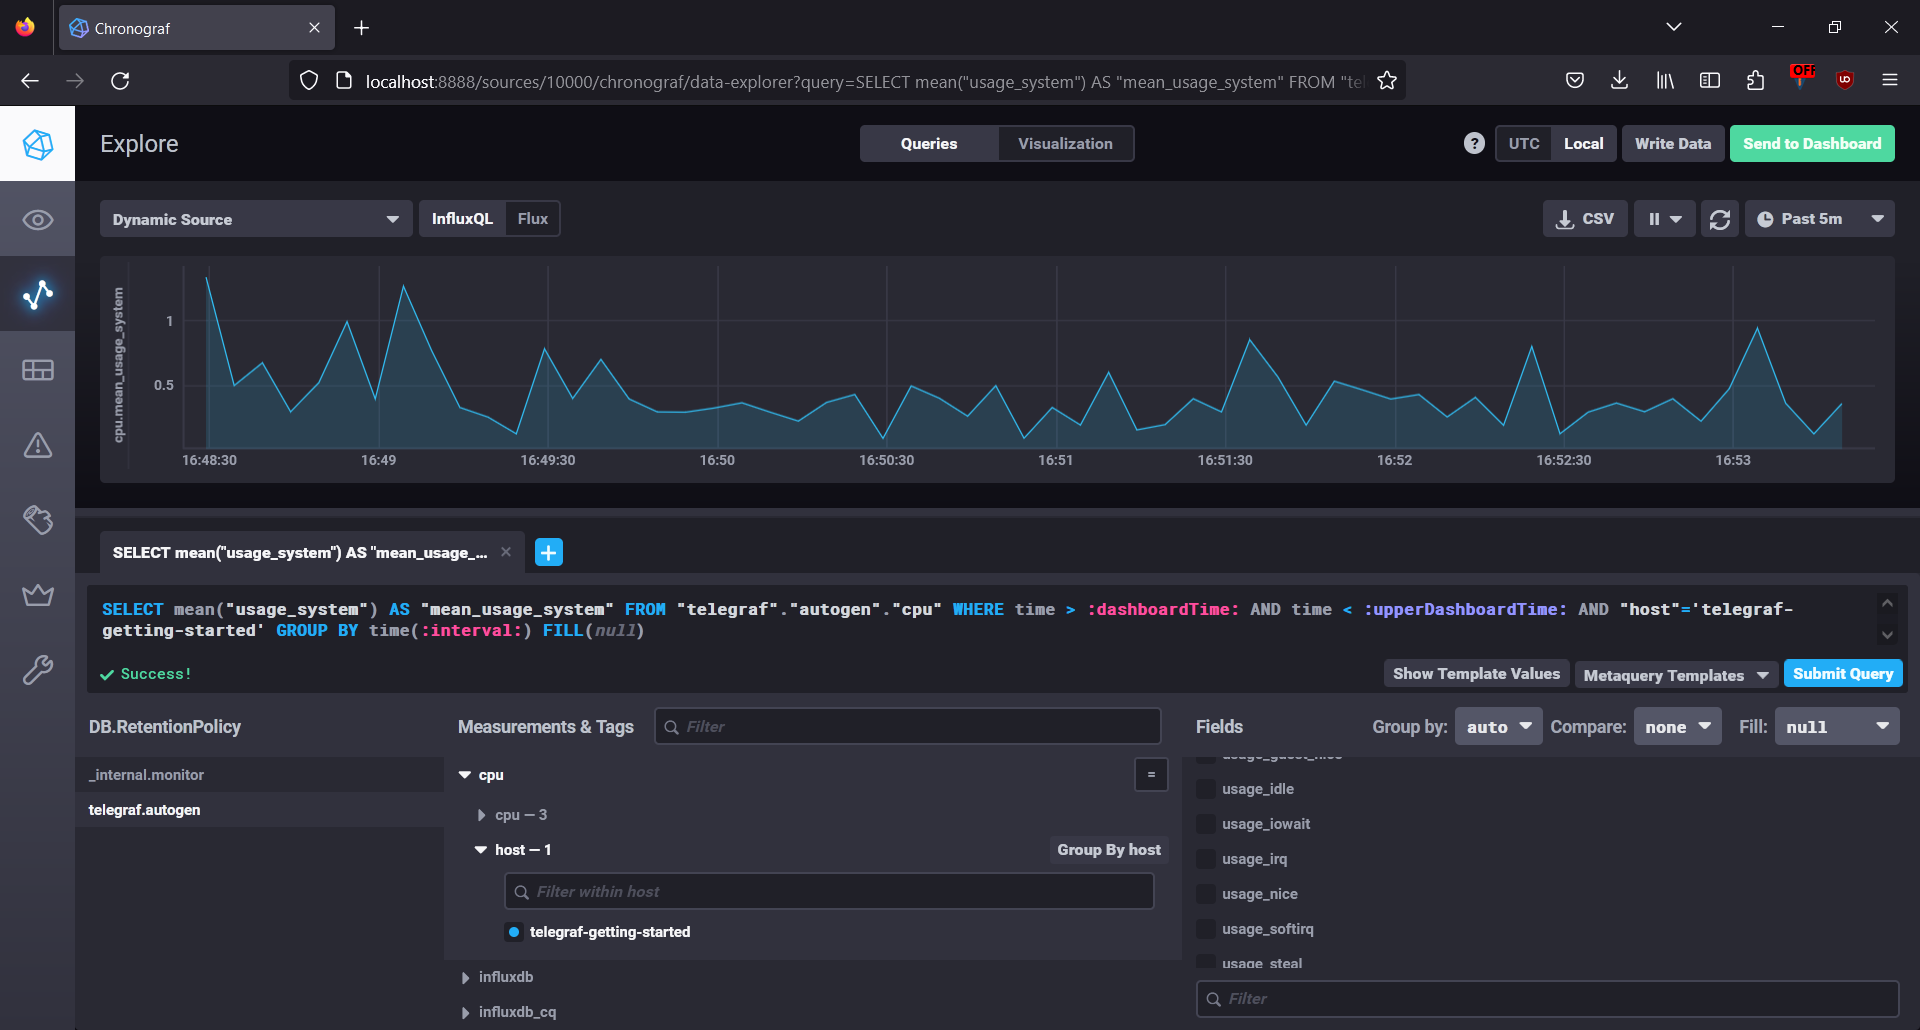 Chronograf
localhost:8888/sources/10000/chronograf/data-explorer?query=SELECT mean("usage_system") AS "mean_usage_system" FROM "te
OFF
Explore
Queries
Visualization
?
UTC
Local
Write Data
Send to Dashboard
Dynamic Source
InfluxQL
Flux
CSV
Past 5m
cpu.mean_usage_system
1
0.5
16:48:30
16:49
16:49:30
16:50
16:50:30
16:51
16:51:30
16:52
16:52:30
16:53
SELECT mean("usage_system") AS "mean_usage_...
SELECT mean("usage_system") AS "mean_usage_system" FROM "telegraf"."autogen"."cpu" WHERE time > :dashboardTime: AND time < :upperDashboardTime: AND "host"='telegraf-
getting-started' GROUP BY time(:interval:) FILL(null)
Success!
Show Template Values
Metaquery Templates
Submit Query
DB.RetentionPolicy
_internal.monitor
telegraf.autogen
Measurements & Tags
Filter
cpu
=
cpu — 3
host — 1
Group By host
Filter within host
telegraf-getting-started
influxdb
influxdb_cq
Fields
Group by:
auto
Compare:
none
Fill:
null
usage_guest_nice
usage_idle
usage_iowait
usage_irq
usage_nice
usage_softirq
usage_steal
Filter